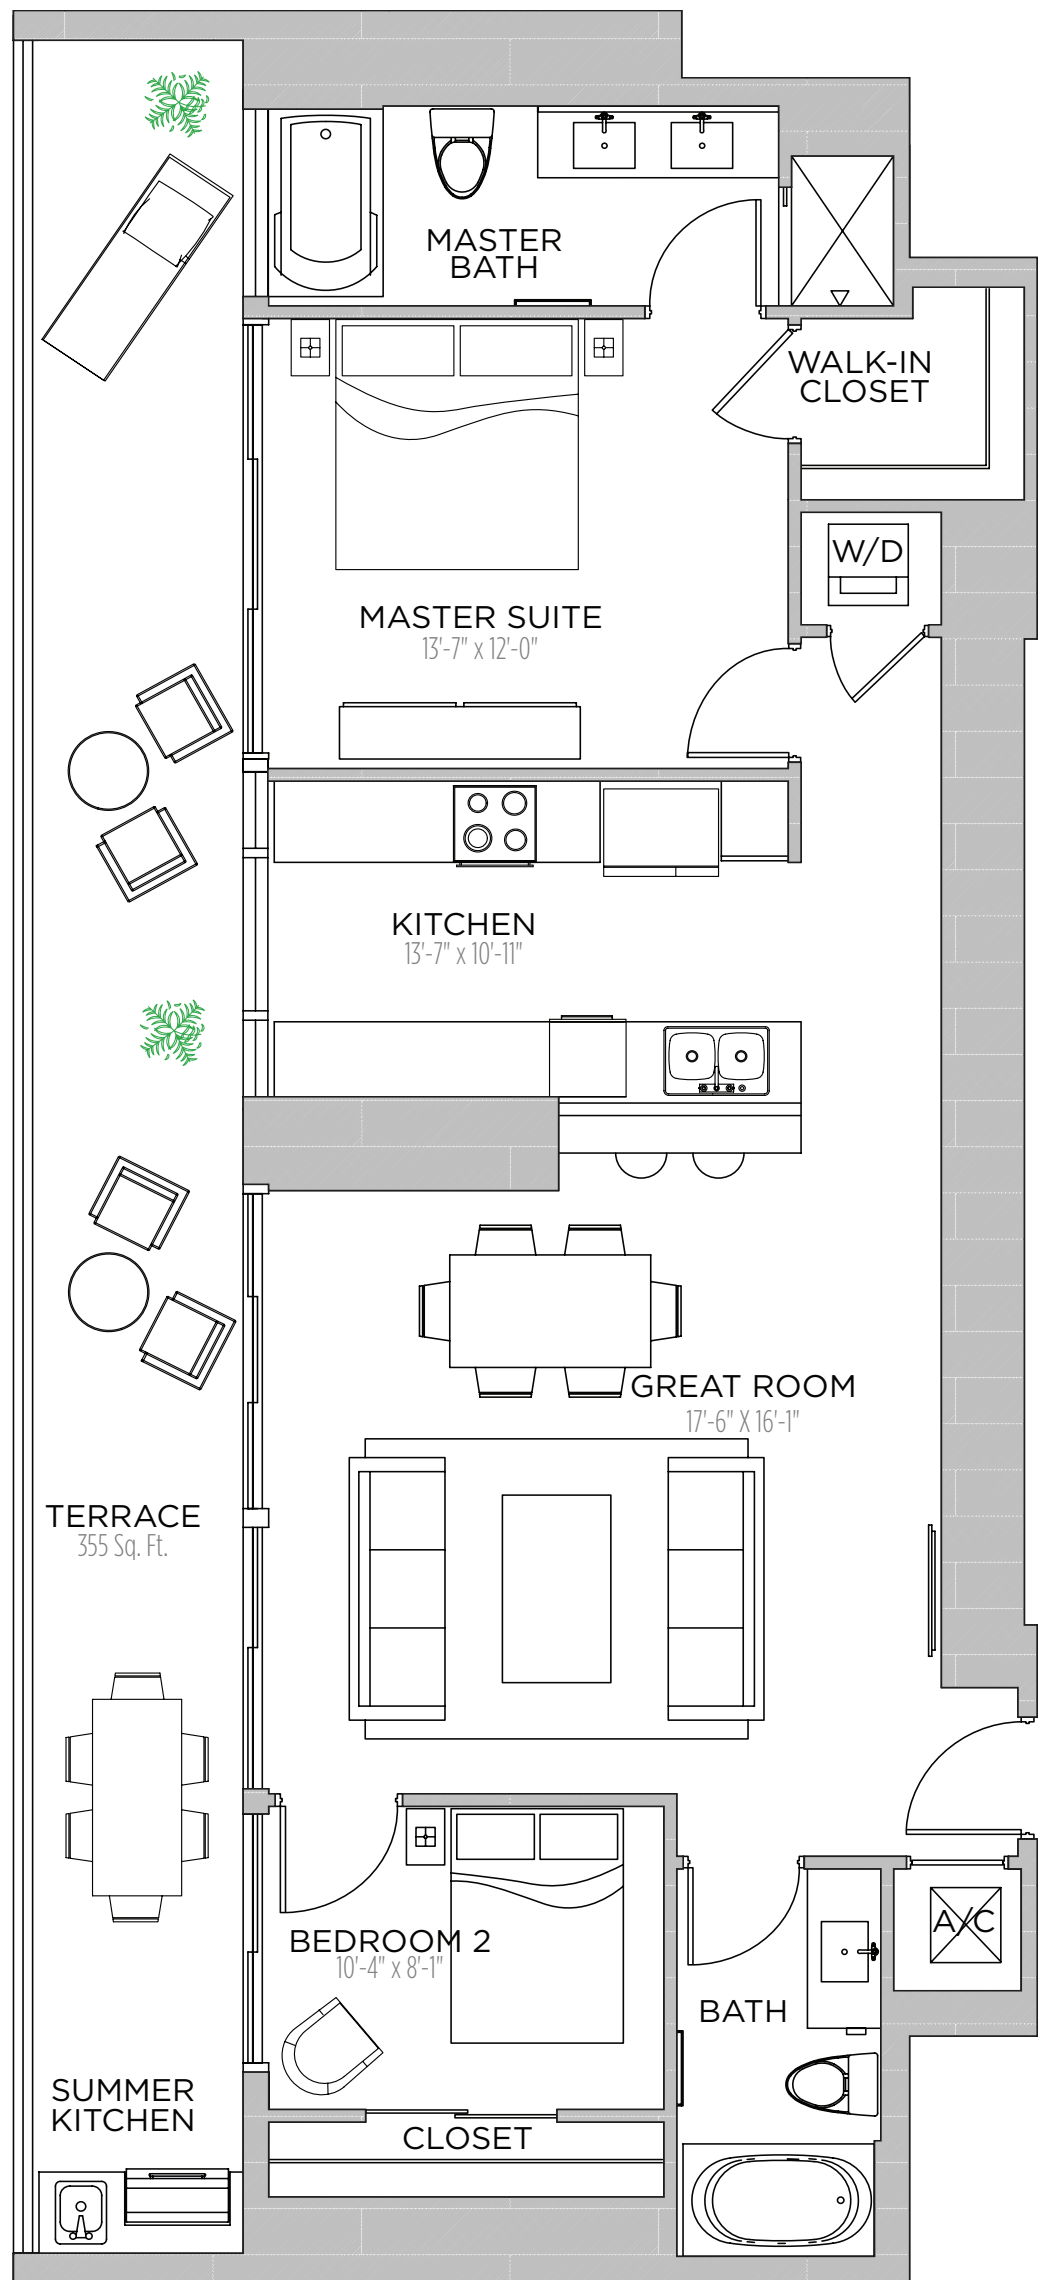 MASTER
BATH
WALK-IN
CLOSET
W/D
MASTER SUITE
13'-7" x 12'-0"
KITCHEN
13'-7" x 10'-11"
GREAT ROOM
17'-6" X 16'-1"
TERRACE
355 Sq. Ft.
A/C
BEDROOM 2
10'-4" x 8'-1"
BATH
SUMMER
KITCHEN
CLOSET